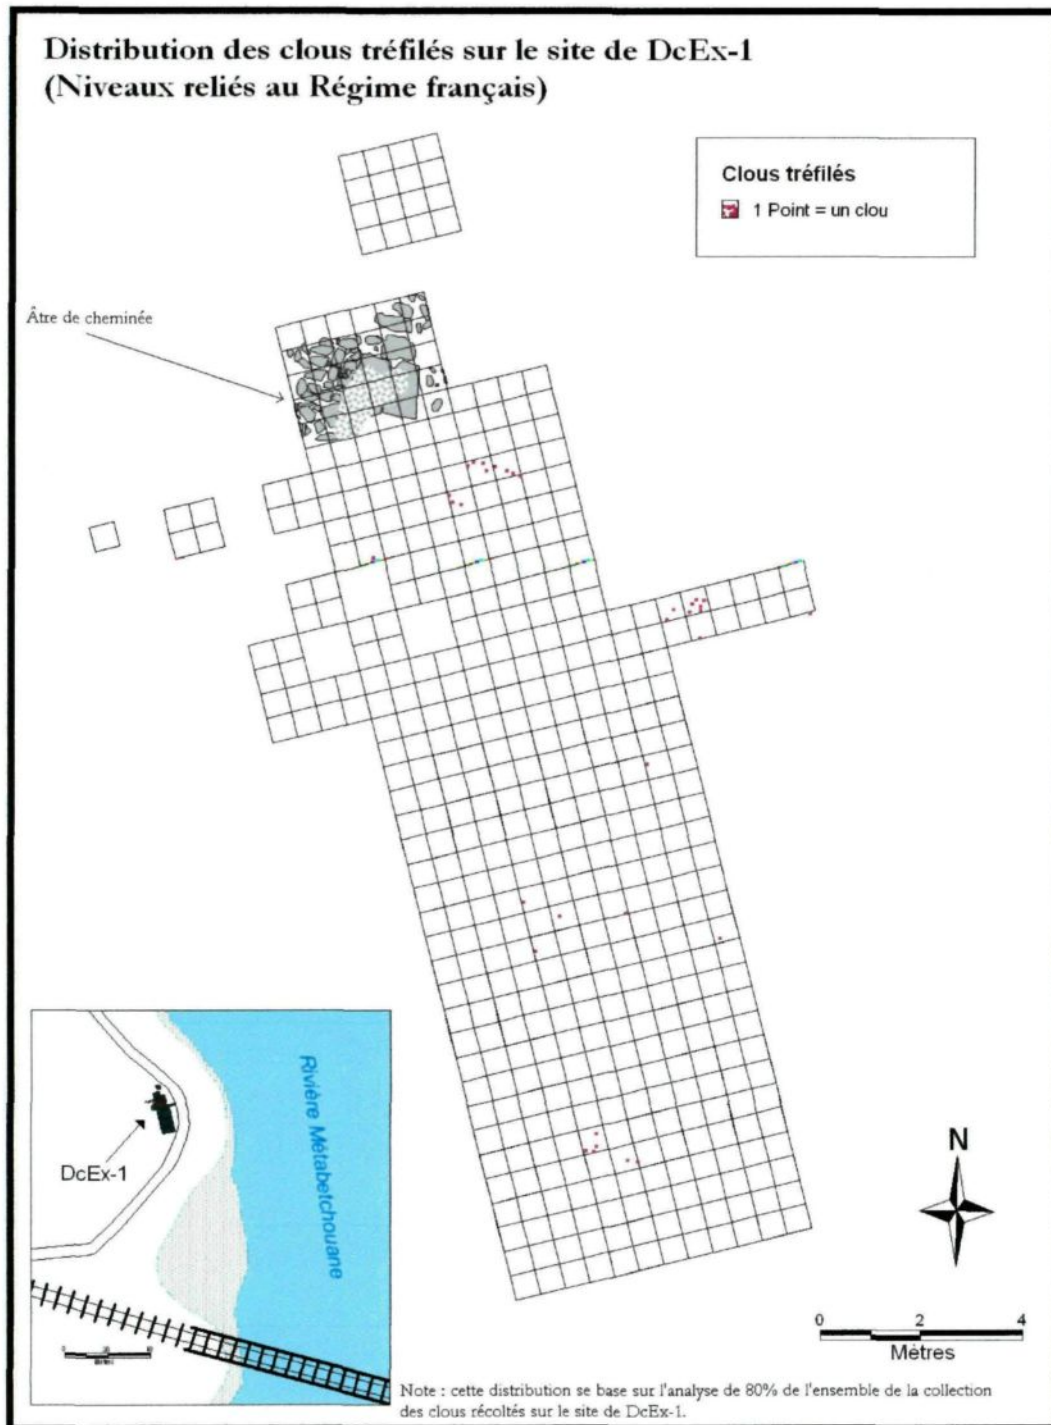 Distribution des clous tréfilés sur le site de DcEx-1
(Niveaux reliés au Régime français)
Clous tréfilés
1 Point = un clou
Âtre de cheminée
Rivière Métabetchouane
DcEx-1
N
0 2 4
Mètres
Note : cette distribution se base sur l'analyse de 80% de l'ensemble de la collection
des clous récoltés sur le site de DcEx-1.